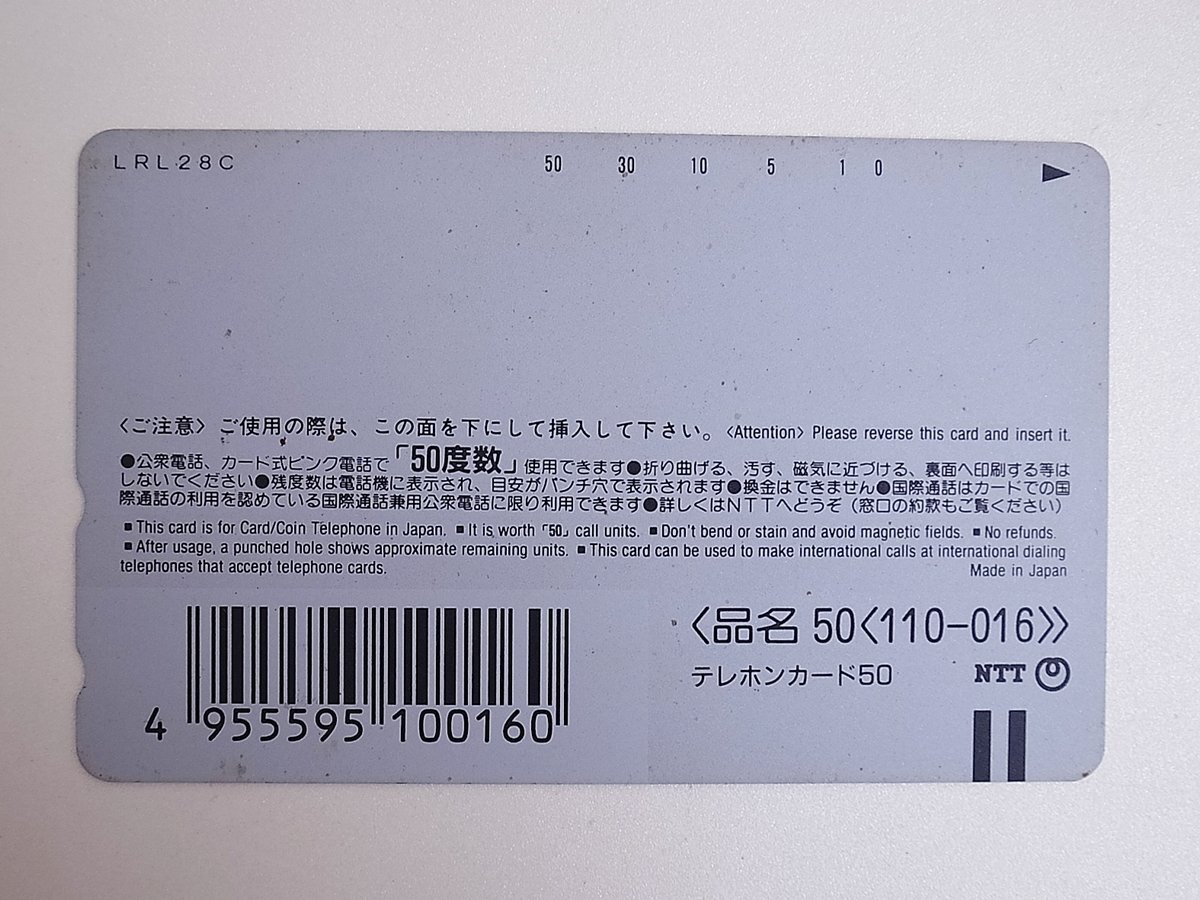 LRL28C 50 30 10 5 1 0
〈ご注意〉ご使用の際は、この面を下にして挿入して下さい。〈Attention〉Please reverse this card and insert it.
●公衆電話、カード式ピンク電話で「50度数」使用できます●折り曲げる、汚す、磁気に近づける、裏面へ印刷する等は
しないでください●残度数は電話機に表示され、目安がパンチ穴で表示されます●換金はできません●国際通話はカードでの国
際通話の利用を認めている国際通話兼用公衆電話に限り利用できます●詳しくはNTTへどうぞ（窓口の約款もご覧ください）
■This card is for Card/Coin Telephone in Japan. ■It is worth「50」call units. ■Don't bend or stain and avoid magnetic fields. ■No refunds.
■After usage, a punched hole shows approximate remaining units. ■This card can be used to make international calls at international dialing
telephones that accept telephone cards.
Made in Japan
〈品名 50〈110-016〉〉
テレホンカード50 NTT
4 955595 100160